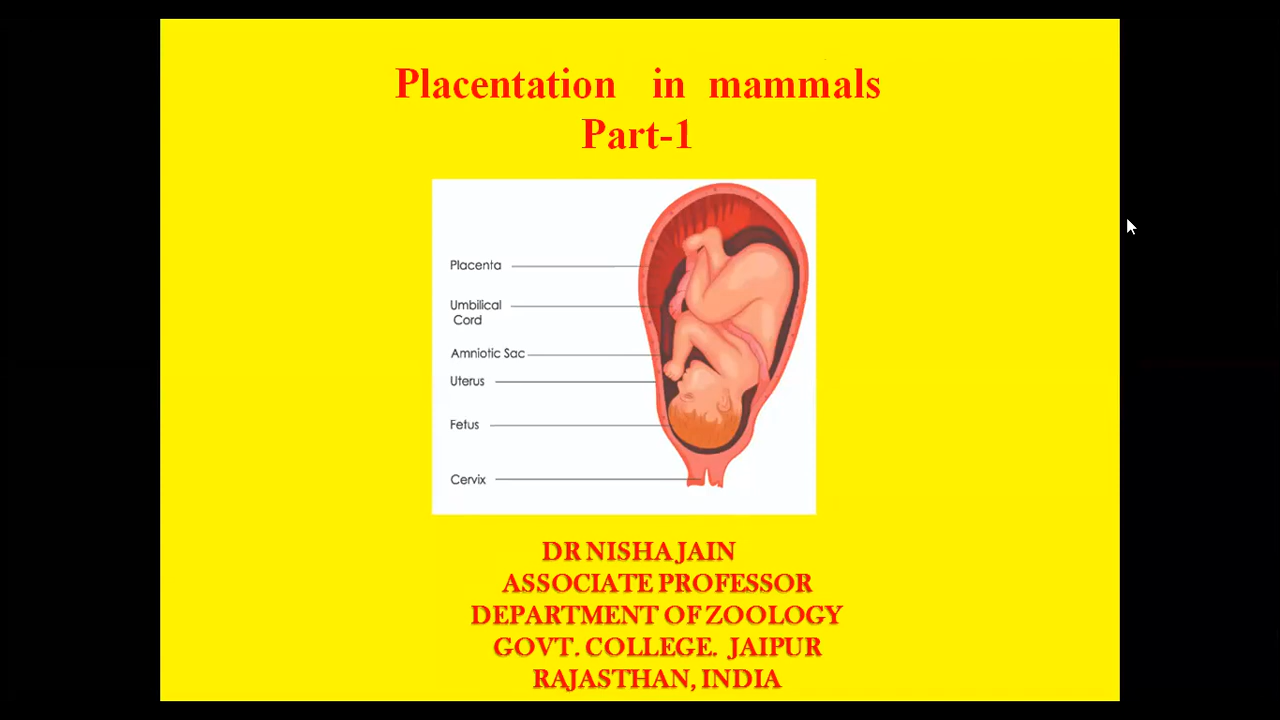 Placentation in mammals
Part-1
Placenta
Umbilical
Cord
Amniotic Sac
Uterus
Fetus
Cervix
DR NISHA JAIN
ASSOCIATE PROFESSOR
DEPARTMENT OF ZOOLOGY
GOVT. COLLEGE. JAIPUR
RAJASTHAN, INDIA